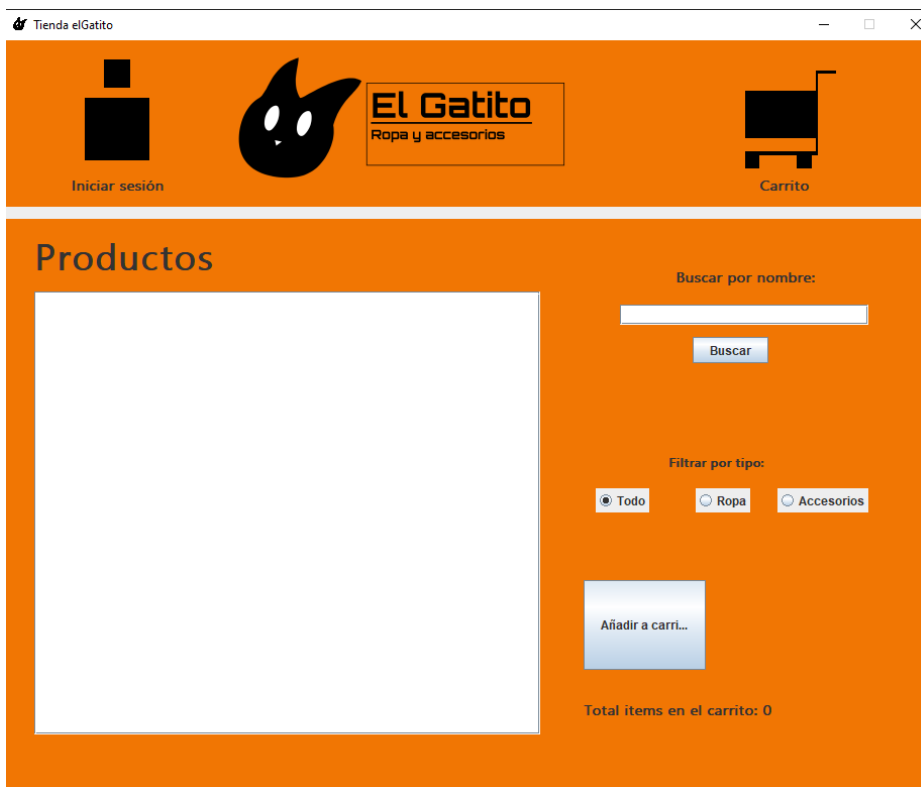 Tienda elGatito
El Gatito
Ropa y accesorios
Iniciar sesión
Carrito
Productos
Buscar por nombre:
Buscar
Filtrar por tipo:
Todo
Ropa
Accesorios
Añadir a carri...
Total items en el carrito: 0